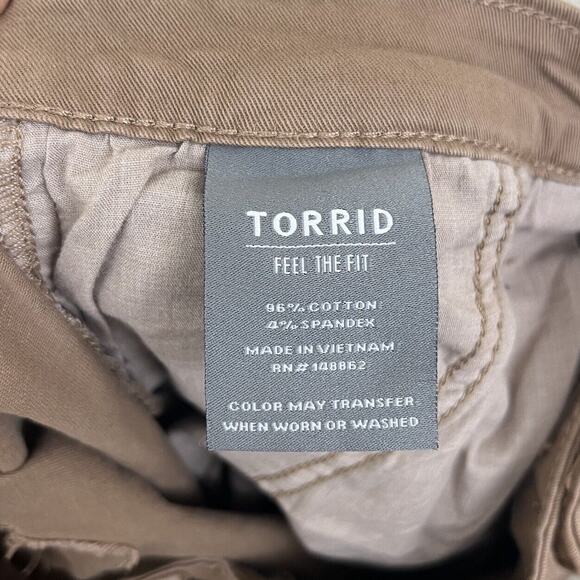 TORRID
FEEL THE FIT
96% COTTON
4% SPANDEX
MADE IN VIETNAM
RN# 148862
COLOR MAY TRANSFER
WHEN WORN OR WASHED